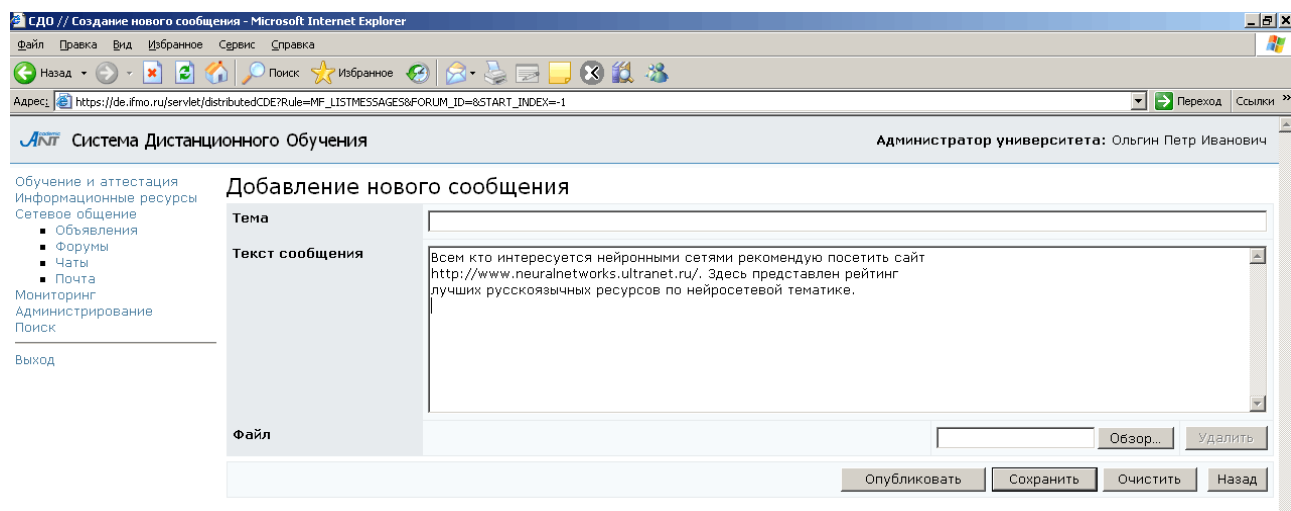 СДО // Создание нового сообщения - Microsoft Internet Explorer
Файл Правка Вид Избранное Сервис Справка
Назад Поиск Избранное
Адрес: https://de.ifmo.ru/servlet/distributedCDE?Rule=MF_LISTMESSAGES&FORUM_ID=&START_INDEX=-1 Переход Ссылки »
Academic ANT Система Дистанционного Обучения Администратор университета: Ольгин Петр Иванович
Обучение и аттестация
Информационные ресурсы
Сетевое общение
Объявления
Форумы
Чаты
Почта
Мониторинг
Администрирование
Поиск
Выход
Добавление нового сообщения
Тема
Текст сообщения
Всем кто интересуется нейронными сетями рекомендую посетить сайт
http://www.neuralnetworks.ultranet.ru/. Здесь представлен рейтинг
лучших русскоязычных ресурсов по нейросетевой тематике.
Файл Обзор... Удалить
Опубликовать Сохранить Очистить Назад